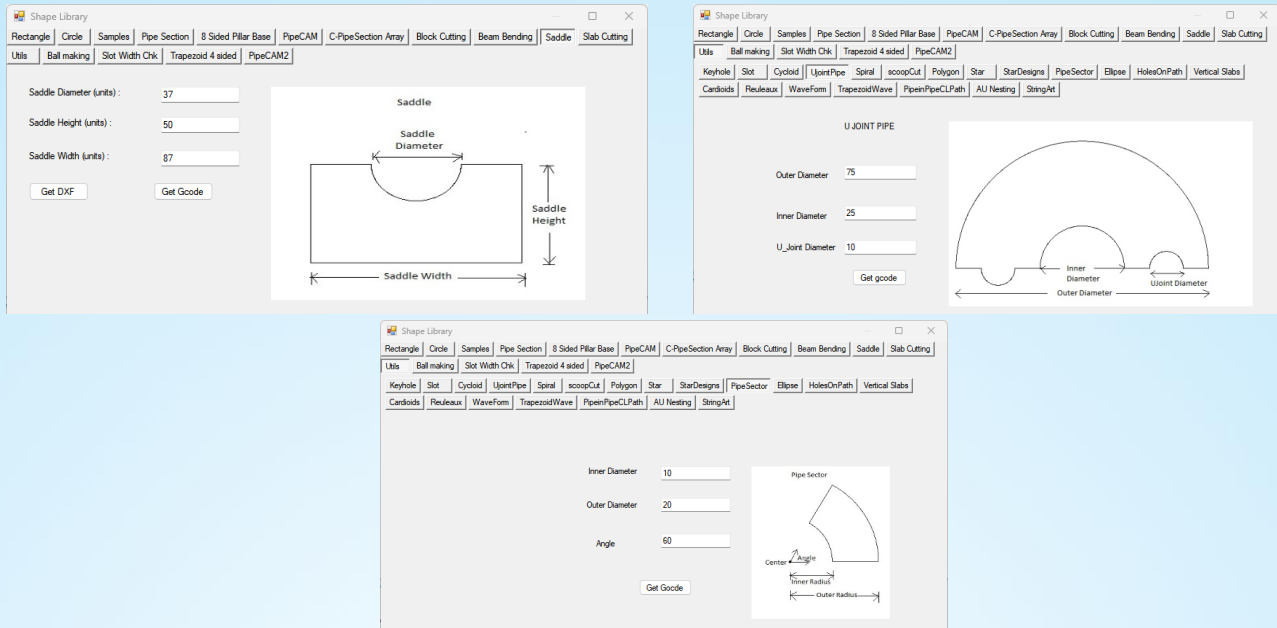 Shape Library
Rectangle Circle Samples Pipe Section 8 Sided Pillar Base PipeCAM C-PipeSection Array Block Cutting Beam Bending Saddle Slab Cutting
Utils Ball making Slot Width Chk Trapezoid 4 sided PipeCAM2
Saddle Diameter (units) : 37
Saddle Height (units) : 50
Saddle Width (units) : 87
Get DXF Get Gcode
Saddle
Saddle
Diameter
Saddle
Height
Saddle Width
Shape Library
Rectangle Circle Samples Pipe Section 8 Sided Pillar Base PipeCAM C-PipeSection Array Block Cutting Beam Bending Saddle Slab Cutting
Utils Ball making Slot Width Chk Trapezoid 4 sided PipeCAM2
Keyhole Slot Cycloid UjointPipe Spiral scoopCut Polygon Star StarDesigns PipeSector Ellipse HolesOnPath Vertical Slabs
Cardioids Reuleaux WaveForm TrapezoidWave PipeinPipeCLPath AU Nesting StringArt
U JOINT PIPE
Outer Diameter 75
Inner Diameter 25
U_Joint Diameter 10
Get gcode
Inner
Diameter
UJoint Diameter
Outer Diameter
Shape Library
Rectangle Circle Samples Pipe Section 8 Sided Pillar Base PipeCAM C-PipeSection Array Block Cutting Beam Bending Saddle Slab Cutting
Utils Ball making Slot Width Chk Trapezoid 4 sided PipeCAM2
Keyhole Slot Cycloid UjointPipe Spiral scoopCut Polygon Star StarDesigns PipeSector Ellipse HolesOnPath Vertical Slabs
Cardioids Reuleaux WaveForm TrapezoidWave PipeinPipeCLPath AU Nesting StringArt
Inner Diameter 10
Outer Diameter 20
Angle 60
Get Gocde
Pipe Sector
Center Angle
Inner Radius
Outer Radius